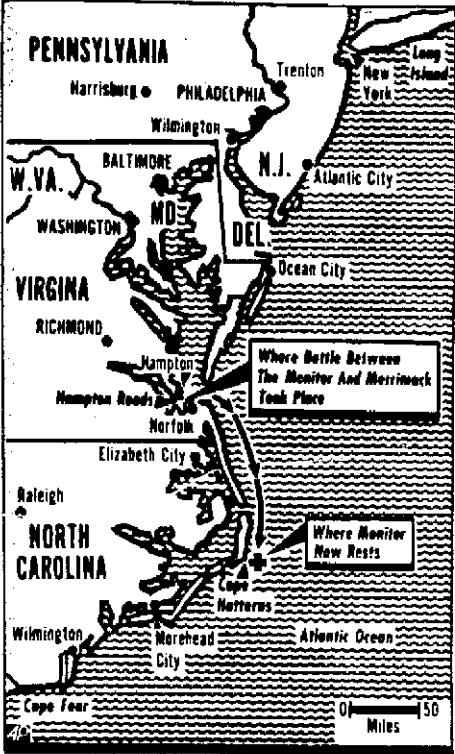 PENNSYLVANIA
Long
Island
Trenton
New
York
Harrisburg
PHILADELPHIA
Wilmington
BALTIMORE
N.J.
Atlantic City
W.VA.
MD
WASHINGTON
DEL.
Ocean City
VIRGINIA
RICHMOND
Hampton
Where Battle Between
The Monitor And Merrimack
Took Place
Hampton Roads
Norfolk
Elizabeth City
Raleigh
NORTH
CAROLINA
Where Monitor
Now Rests
Cape
Hatteras
Wilmington
Morehead
City
Atlantic Ocean
Cape Fear
0 50
Miles
AP